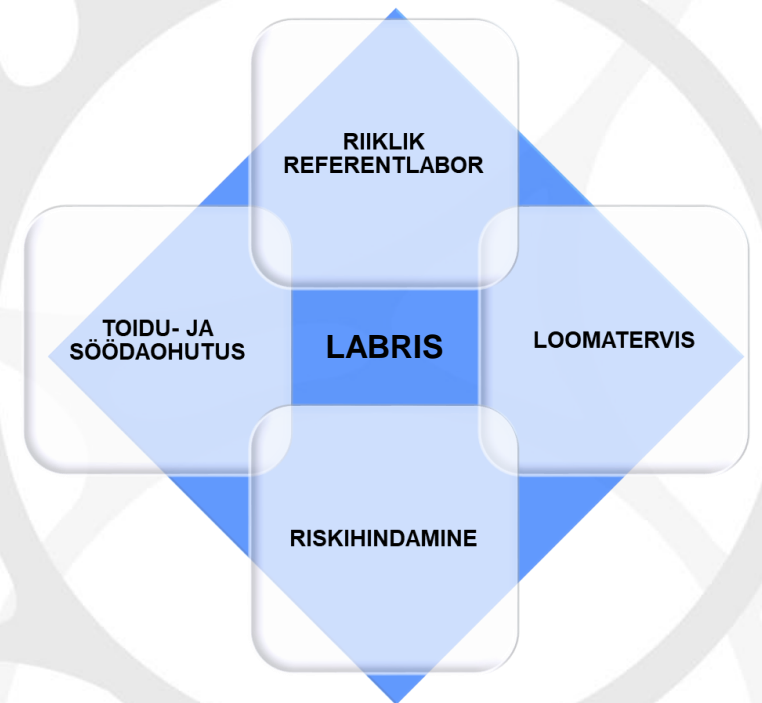 RIIKLIK
REFERENTLABOR
TOIDU- JA
SÖÖDAOHUTUS
LABRIS
LOOMATERVIS
RISKIHINDAMINE